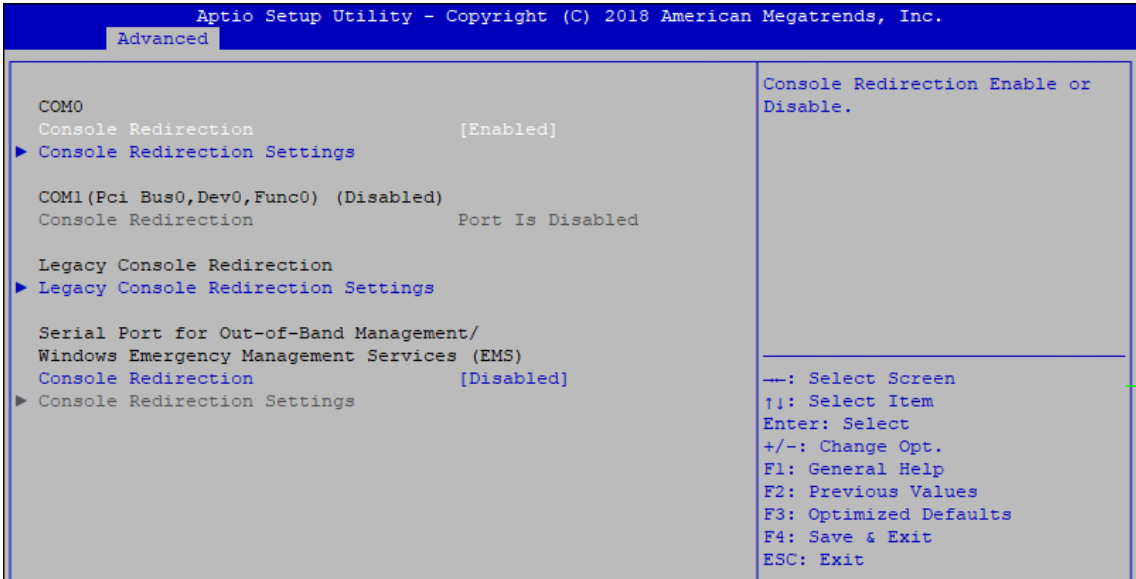 Aptio Setup Utility – Copyright (C) 2018 American Megatrends, Inc.
Advanced
COM0
Console Redirection [Enabled]
► Console Redirection Settings
COM1(Pci Bus0,Dev0,Func0) (Disabled)
Console Redirection Port Is Disabled
Legacy Console Redirection
► Legacy Console Redirection Settings
Serial Port for Out-of-Band Management/
Windows Emergency Management Services (EMS)
Console Redirection [Disabled]
► Console Redirection Settings
Console Redirection Enable or
Disable.
→←: Select Screen
↑↓: Select Item
Enter: Select
+/-: Change Opt.
F1: General Help
F2: Previous Values
F3: Optimized Defaults
F4: Save & Exit
ESC: Exit